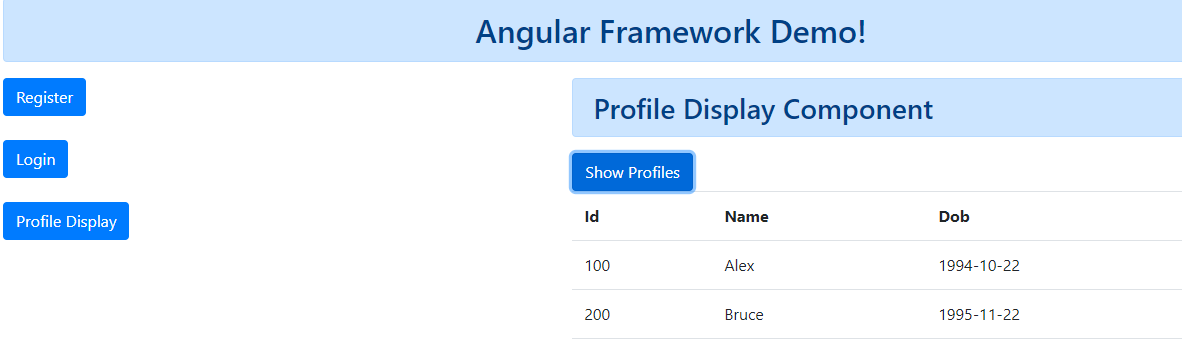 Angular Framework Demo!
Register
Login
Profile Display
Profile Display Component
Show Profiles
Id Name Dob
100 Alex 1994-10-22
200 Bruce 1995-11-22